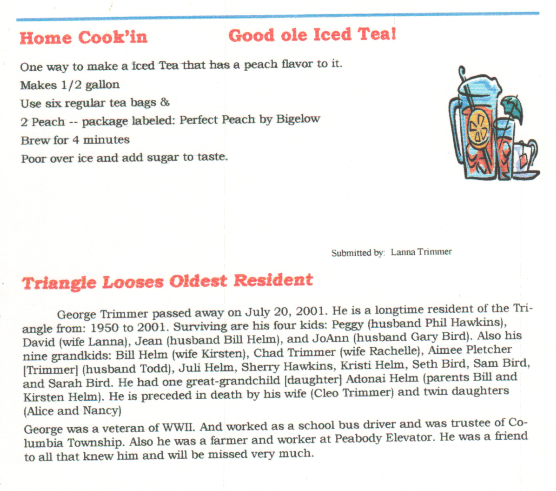 Home Cook'in Good ole Iced Tea!
One way to make a Iced Tea that has a peach flavor to it.
Makes 1/2 gallon
Use six regular tea bags &
2 Peach -- package labeled: Perfect Peach by Bigelow
Brew for 4 minutes
Poor over ice and add sugar to taste.
Submitted by: Lanna Trimmer
Triangle Looses Oldest Resident
George Trimmer passed away on July 20, 2001. He is a longtime resident of the Tri-
angle from: 1950 to 2001. Surviving are his four kids: Peggy (husband Phil Hawkins),
David (wife Lanna), Jean (husband Bill Helm), and JoAnn (husband Gary Bird). Also his
nine grandkids: Bill Helm (wife Kirsten), Chad Trimmer (wife Rachelle), Aimee Pletcher
[Trimmer] (husband Todd), Juli Helm, Sherry Hawkins, Kristi Helm, Seth Bird, Sam Bird,
and Sarah Bird. He had one great-grandchild [daughter] Adonai Helm (parents Bill and
Kirsten Helm). He is preceded in death by his wife (Cleo Trimmer) and twin daughters
(Alice and Nancy)
George was a veteran of WWII. And worked as a school bus driver and was trustee of Co-
lumbia Township. Also he was a farmer and worker at Peabody Elevator. He was a friend
to all that knew him and will be missed very much.